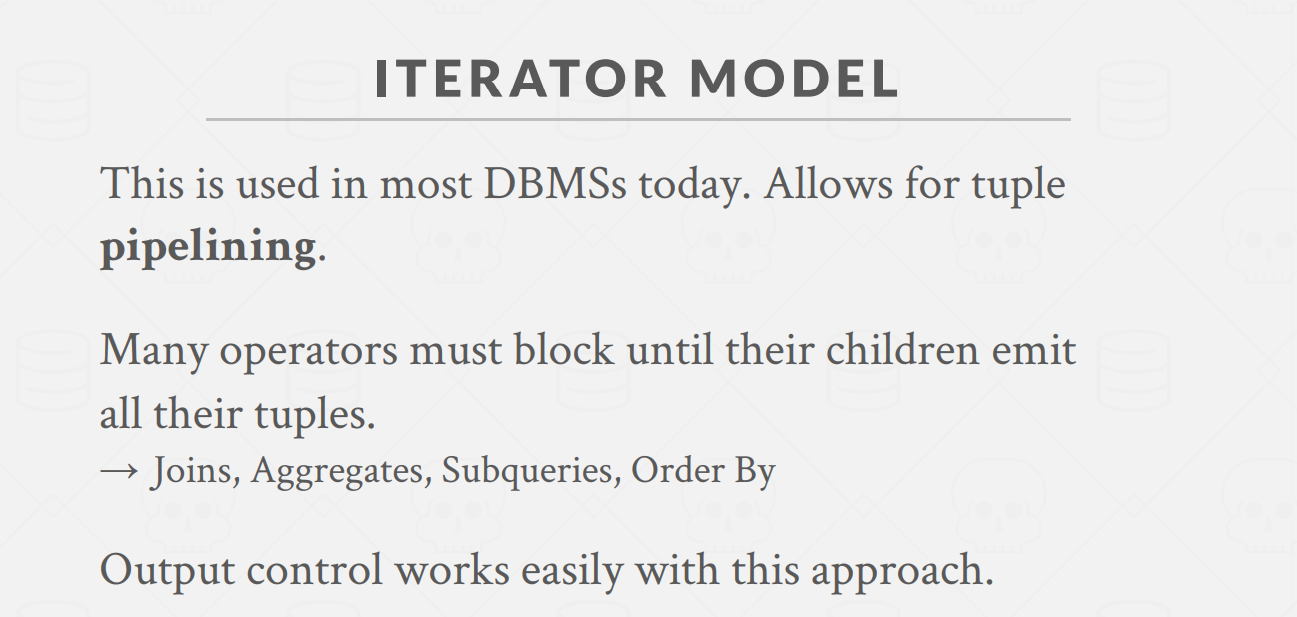 ITERATOR MODEL
This is used in most DBMSs today. Allows for tuple
pipelining.
Many operators must block until their children emit
all their tuples.
→ Joins, Aggregates, Subqueries, Order By
Output control works easily with this approach.